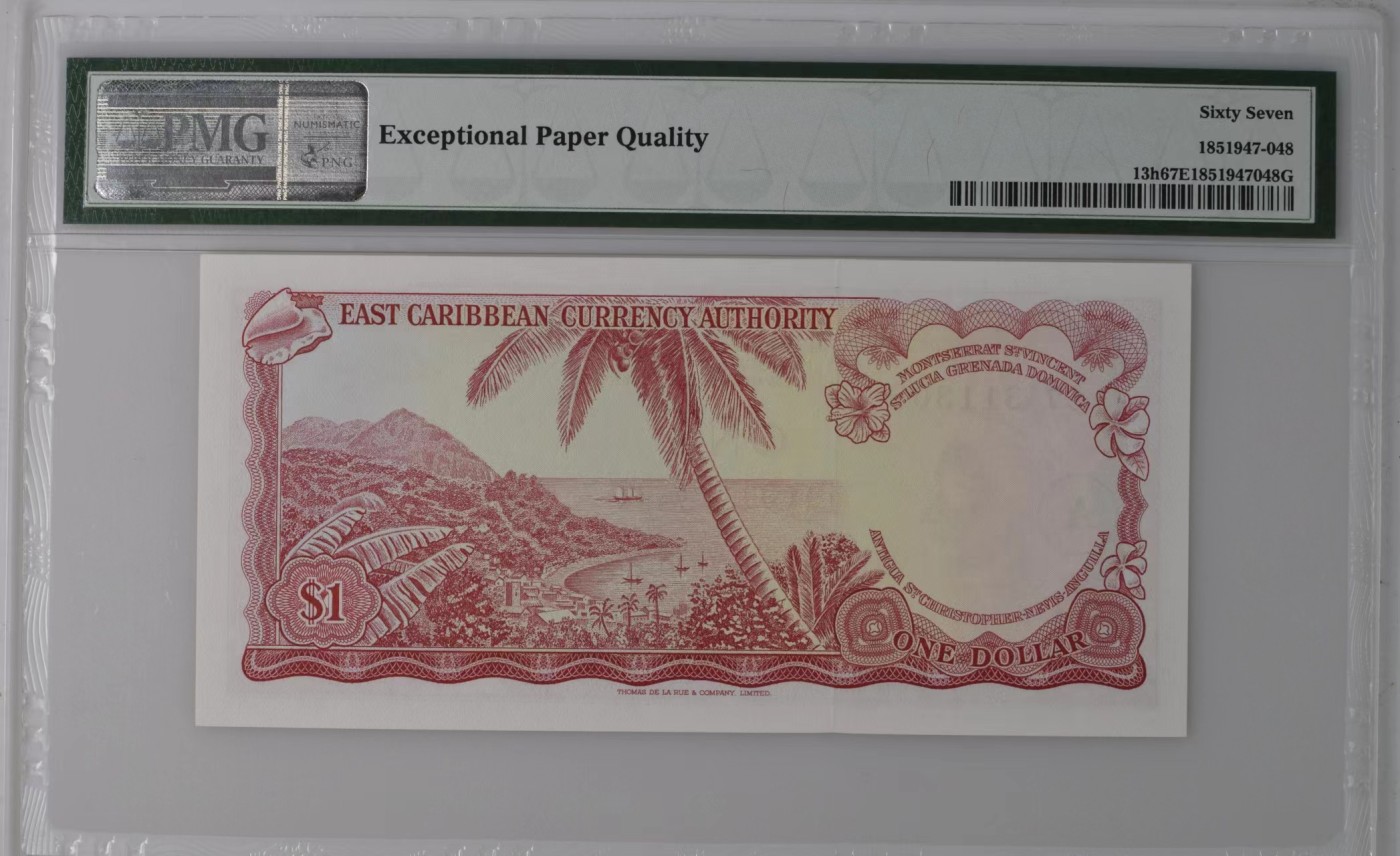 PMG
NUMISMATIC
PNG
Exceptional Paper Quality
Sixty Seven
1851947-048
13h67E1851947048G
EAST CARIBBEAN CURRENCY AUTHORITY
MONTSERRAT ST VINCENT
ST LUCIA GRENADA DOMINICA
ANTIGUA ST CHRISTOPHER-NEVIS-ANGUILLA
$1
ONE DOLLAR
THOMAS DE LA RUE & COMPANY, LIMITED.